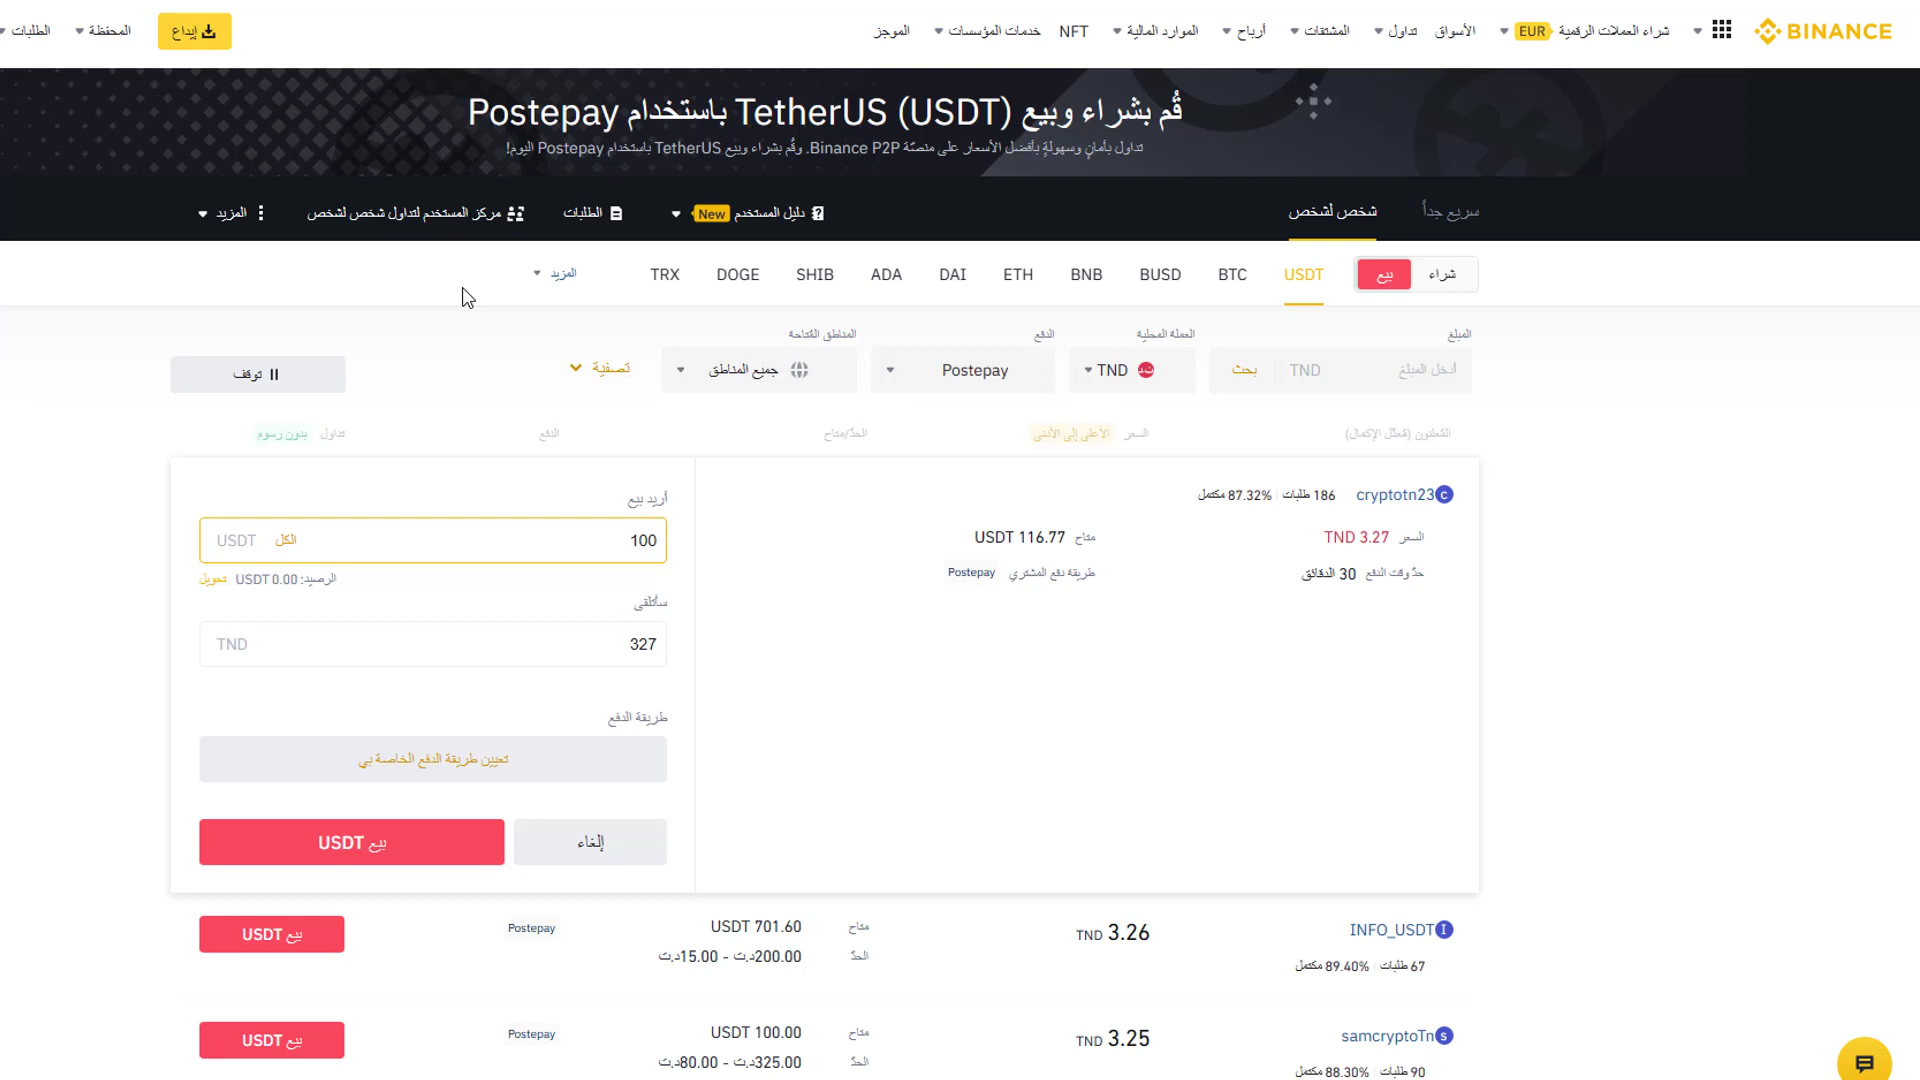 BINANCE
شراء العملات الرقمية EUR
الأسواق
تداول
المشتقات
أرباح
الموارد المالية
NFT
خدمات المؤسسات
الموجز
إيداع
المحفظة
الطلبات
قُم بشراء وبيع TetherUS (USDT) باستخدام Postepay
تداول بأمانٍ وسهولةٍ بأفضل الأسعار على منصّة Binance P2P. وقُم بشراء وبيع TetherUS باستخدام Postepay اليوم!
سريع جداً
شخص لشخص
دليل المستخدم New
الطلبات
مركز المستخدم لتداول شخص لشخص
المزيد
شراء
بيع
USDT
BTC
BUSD
BNB
ETH
DAI
ADA
SHIB
DOGE
TRX
المزيد
المبلغ
العملة المحلية
الدفع
المناطق المُتاحة
أدخل المبلغ
TND
بحث
TND
Postepay
جميع المناطق
تصفية
توقف
المُعلنون (مُعدّل الإكمال)
السعر الأعلى إلى الأدنى
الحدّ/متاح
الدفع
تداول بدون رسوم
cryptotn23
186 طلبات
87.32% مكتمل
السعر 3.27 TND
متاح 116.77 USDT
حدّ وقت الدفع 30 الدقائق
طريقة دفع المشتري Postepay
أريد بيع
100 الكل USDT
الرصيد: 0.00 USDT تحويل
سأتلقى
327 TND
طريقة الدفع
تعيين طريقة الدفع الخاصة بي
إلغاء
بيع USDT
INFO_USDT
67 طلبات
89.40% مكتمل
3.26 TND
متاح 701.60 USDT
الحدّ 200.00د.ت - 15.00د.ت
Postepay
بيع USDT
samcryptoTn
90 طلبات
88.30% مكتمل
3.25 TND
متاح 100.00 USDT
الحدّ 325.00د.ت - 80.00د.ت
Postepay
بيع USDT